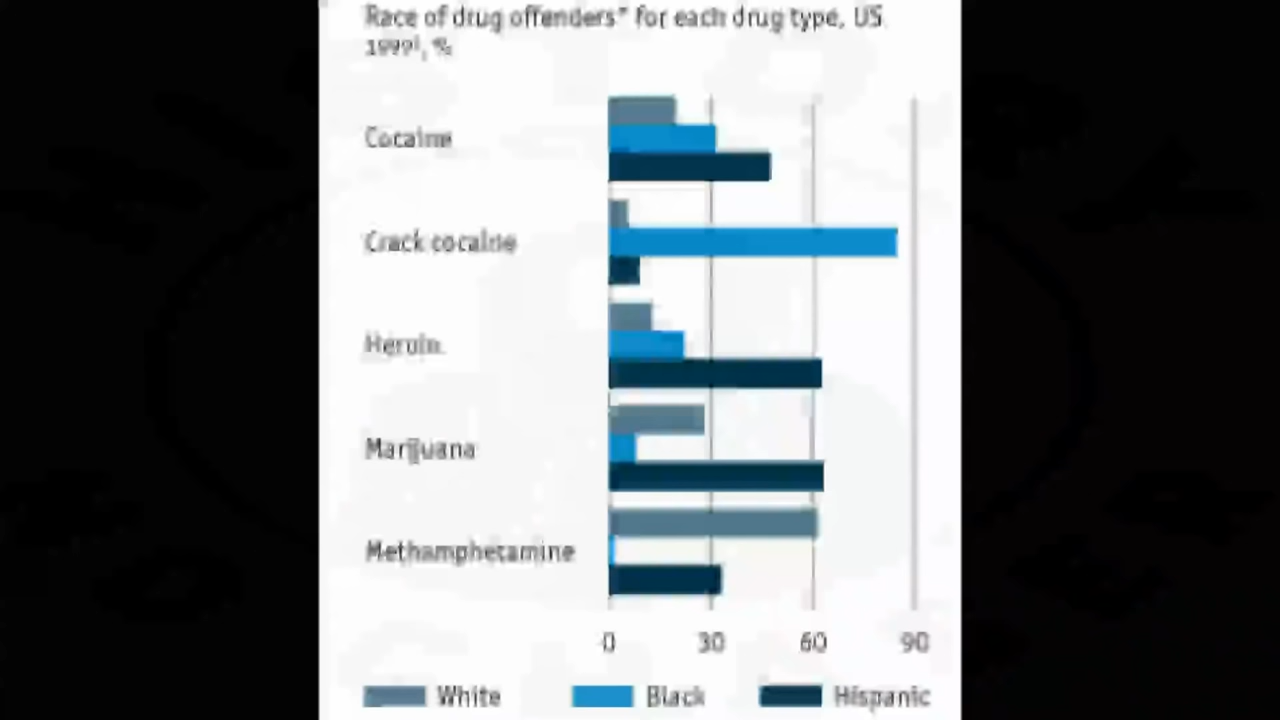 Race of drug offenders* for each drug type, US
1999¹, %
Cocaine
Crack cocaine
Heroin
Marijuana
Methamphetamine
0 30 60 90
White Black Hispanic